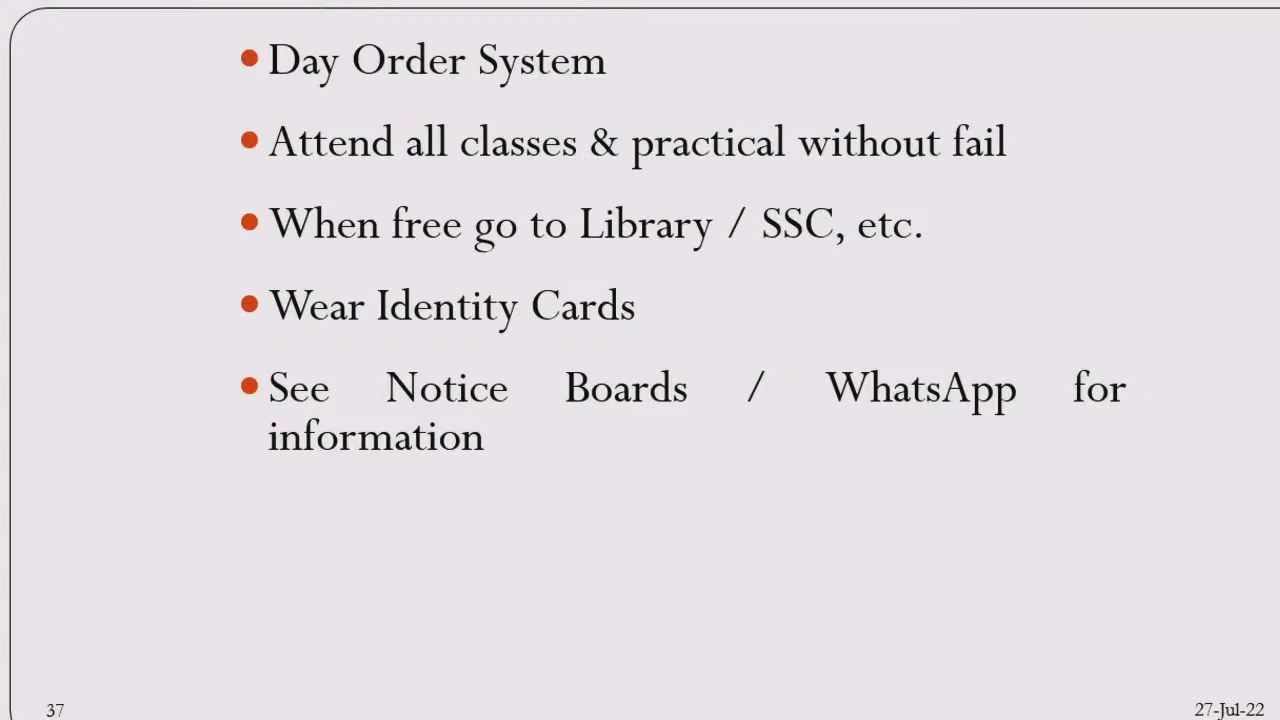 • Day Order System
• Attend all classes & practical without fail
• When free go to Library / SSC, etc.
• Wear Identity Cards
• See Notice Boards / WhatsApp for
information
37
27-Jul-22